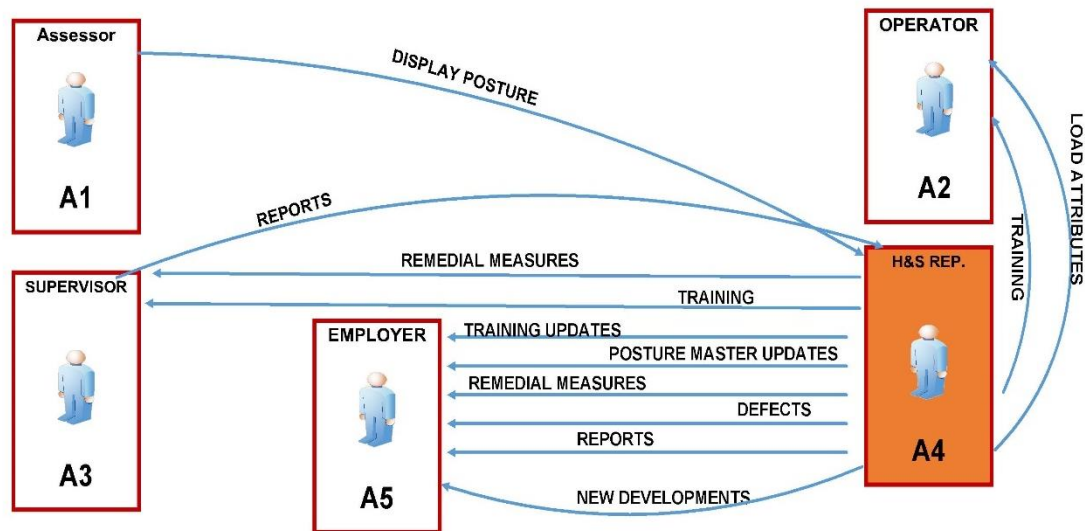 Assessor
A1
DISPLAY POSTURE
OPERATOR
A2
LOAD ATTRIBUTES
TRAINING
REPORTS
REMEDIAL MEASURES
TRAINING
SUPERVISOR
A3
H&S REP.
A4
EMPLOYER
A5
TRAINING UPDATES
POSTURE MASTER UPDATES
REMEDIAL MEASURES
DEFECTS
REPORTS
NEW DEVELOPMENTS